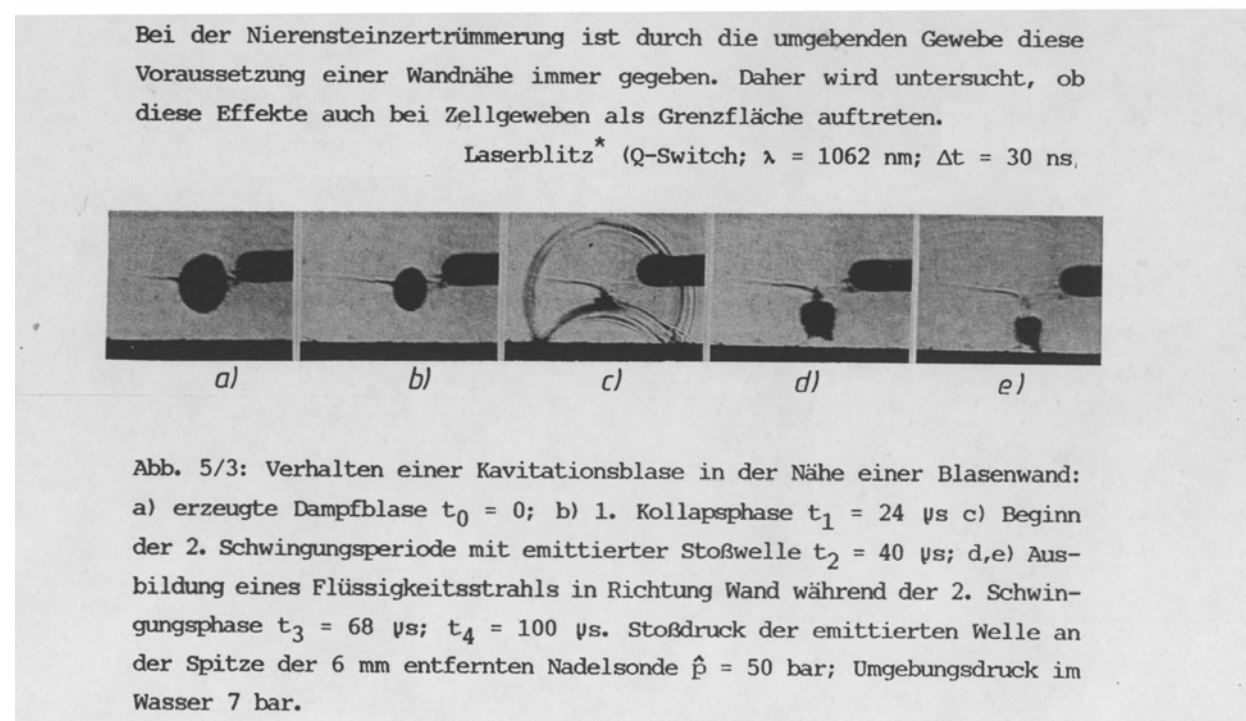 Bei der Nierensteinzertrümmerung ist durch die umgebenden Gewebe diese
Voraussetzung einer Wandnähe immer gegeben. Daher wird untersucht, ob
diese Effekte auch bei Zellgeweben als Grenzfläche auftreten.
Laserblitz* (Q-Switch; λ = 1062 nm; Δt = 30 ns,
a) b) c) d) e)
Abb. 5/3: Verhalten einer Kavitationsblase in der Nähe einer Blasenwand:
a) erzeugte Dampfblase t₀ = 0; b) 1. Kollapsphase t₁ = 24 µs c) Beginn
der 2. Schwingungsperiode mit emittierter Stoßwelle t₂ = 40 µs; d,e) Aus-
bildung eines Flüssigkeitsstrahls in Richtung Wand während der 2. Schwin-
gungsphase t₃ = 68 µs; t₄ = 100 µs. Stoßdruck der emittierten Welle an
der Spitze der 6 mm entfernten Nadelsonde p̂ = 50 bar; Umgebungsdruck im
Wasser 7 bar.